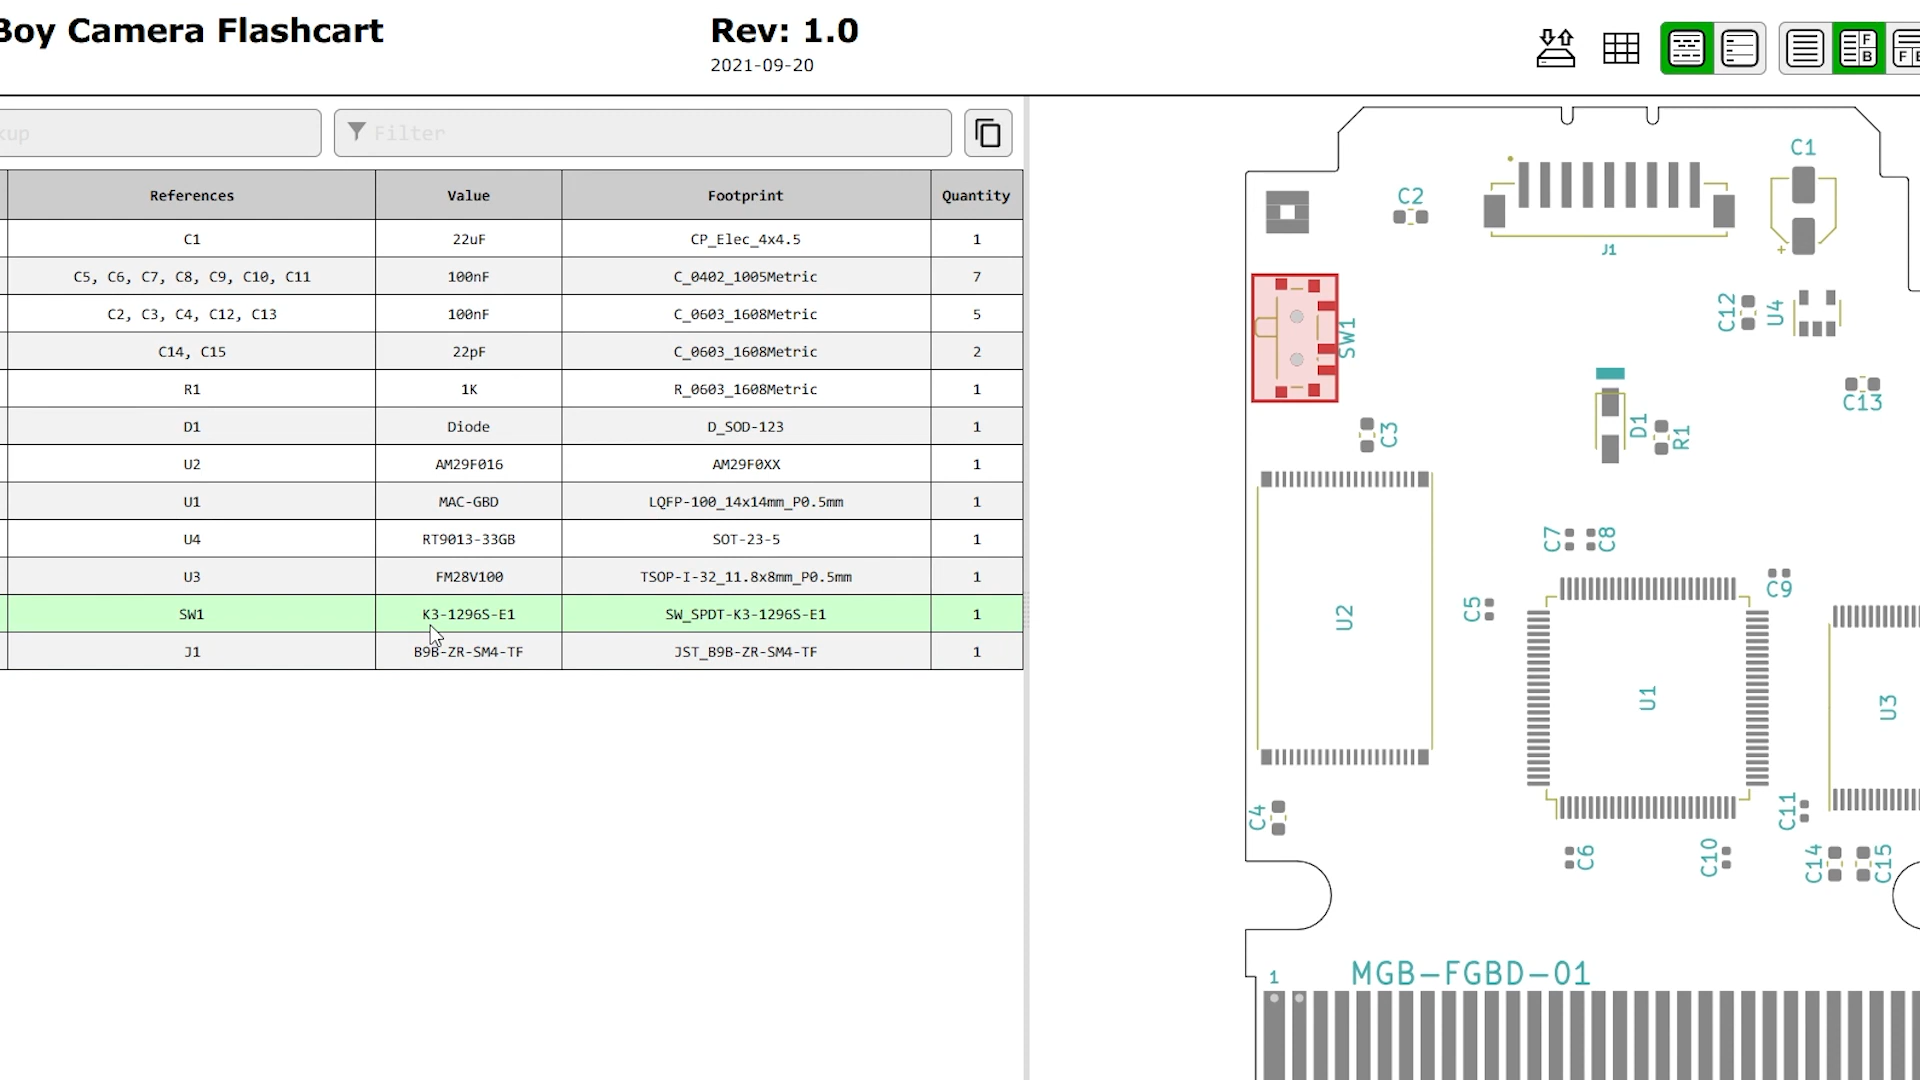 Boy Camera Flashcart
Rev: 1.0
2021-09-20
F
B
F B
kup
Filter
References Value Footprint Quantity
C1 22uF CP_Elec_4x4.5 1
C5, C6, C7, C8, C9, C10, C11 100nF C_0402_1005Metric 7
C2, C3, C4, C12, C13 100nF C_0603_1608Metric 5
C14, C15 22pF C_0603_1608Metric 2
R1 1K R_0603_1608Metric 1
D1 Diode D_SOD-123 1
U2 AM29F016 AM29F0XX 1
U1 MAC-GBD LQFP-100_14x14mm_P0.5mm 1
U4 RT9013-33GB SOT-23-5 1
U3 FM28V100 TSOP-I-32_11.8x8mm_P0.5mm 1
SW1 K3-1296S-E1 SW_SPDT-K3-1296S-E1 1
J1 B9B-ZR-SM4-TF JST_B9B-ZR-SM4-TF 1
C1
C2
J1
+
C12
U4
SW1
C13
C3
D1
R1
C7
C8
C9
C5
U2
U1
U3
C4
C11
C6
C10
C14
C15
1
MGB-FGBD-01